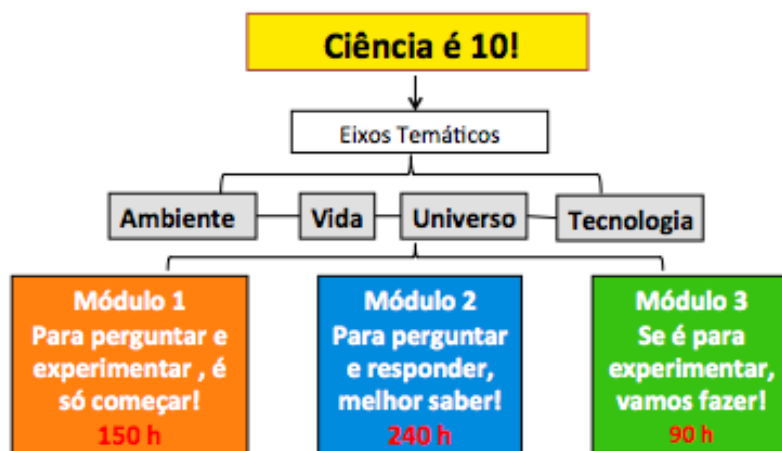 Ciência é 10!
Eixos Temáticos
Ambiente
Vida
Universo
Tecnologia
Módulo 1
Para perguntar e
experimentar , é
só começar!
150 h
Módulo 2
Para perguntar
e responder,
melhor saber!
240 h
Módulo 3
Se é para
experimentar,
vamos fazer!
90 h